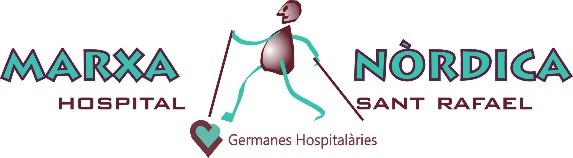 MARXA NÒRDICA
HOSPITAL SANT RAFAEL
Germanes Hospitalàries